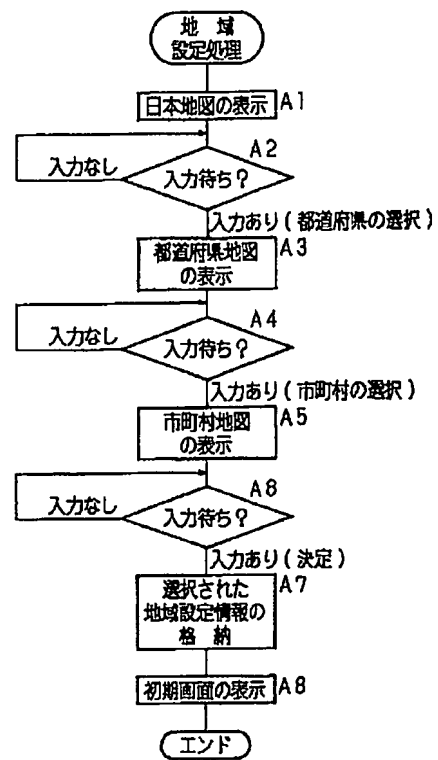 地 域
設定処理
日本地図の表示 A1
A2
入力なし
入力待ち?
入力あり(都道府県の選択)
都道府県地図
の表示
A3
A4
入力なし
入力待ち?
入力あり(市町村の選択)
市町村地図
の表示
A5
A8
入力なし
入力待ち?
入力あり(決定)
選択された
地域設定情報の
格 納
A7
初期画面の表示 A8
エンド